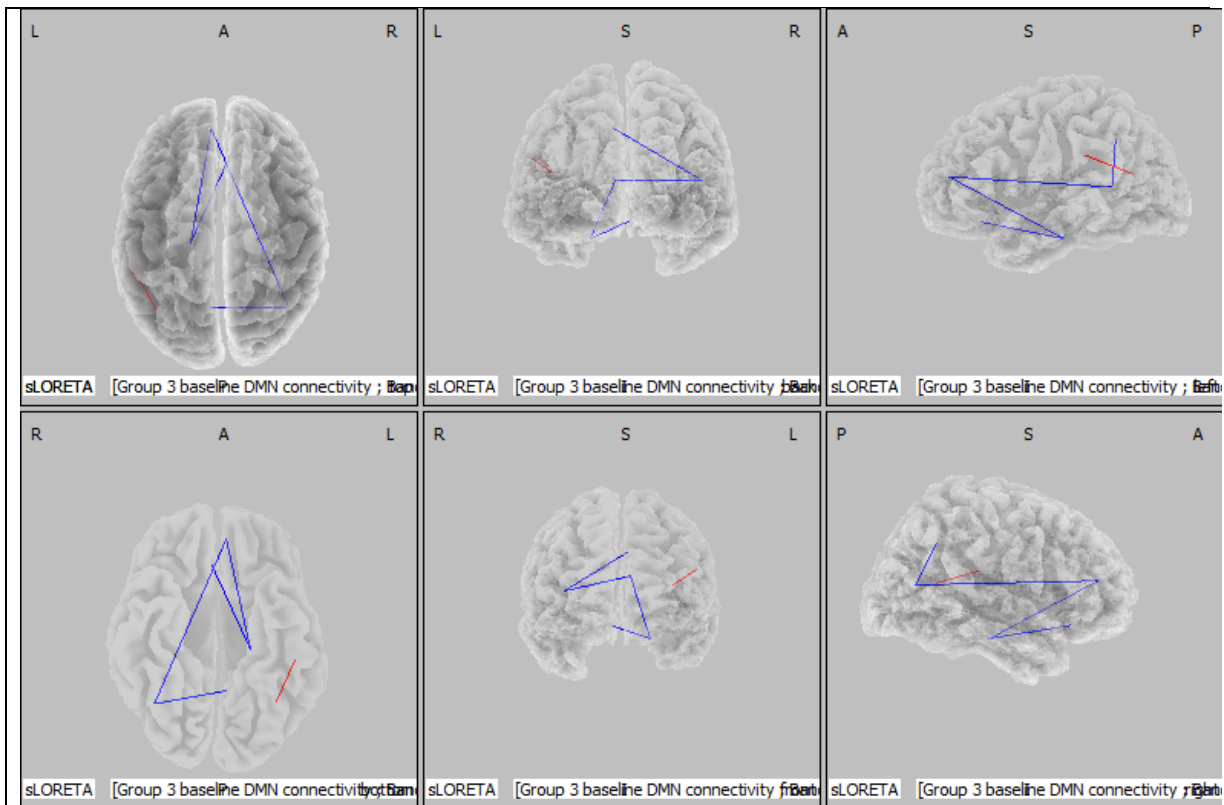 L A R
L S R
A S P
sLORETA [Group 3 baseline DMN connectivity ;
sLORETA [Group 3 baseline DMN connectivity ;
sLORETA [Group 3 baseline DMN connectivity ;
R A L
R S L
P S A
sLORETA [Group 3 baseline DMN connectivity
sLORETA [Group 3 baseline DMN connectivity
sLORETA [Group 3 baseline DMN connectivity